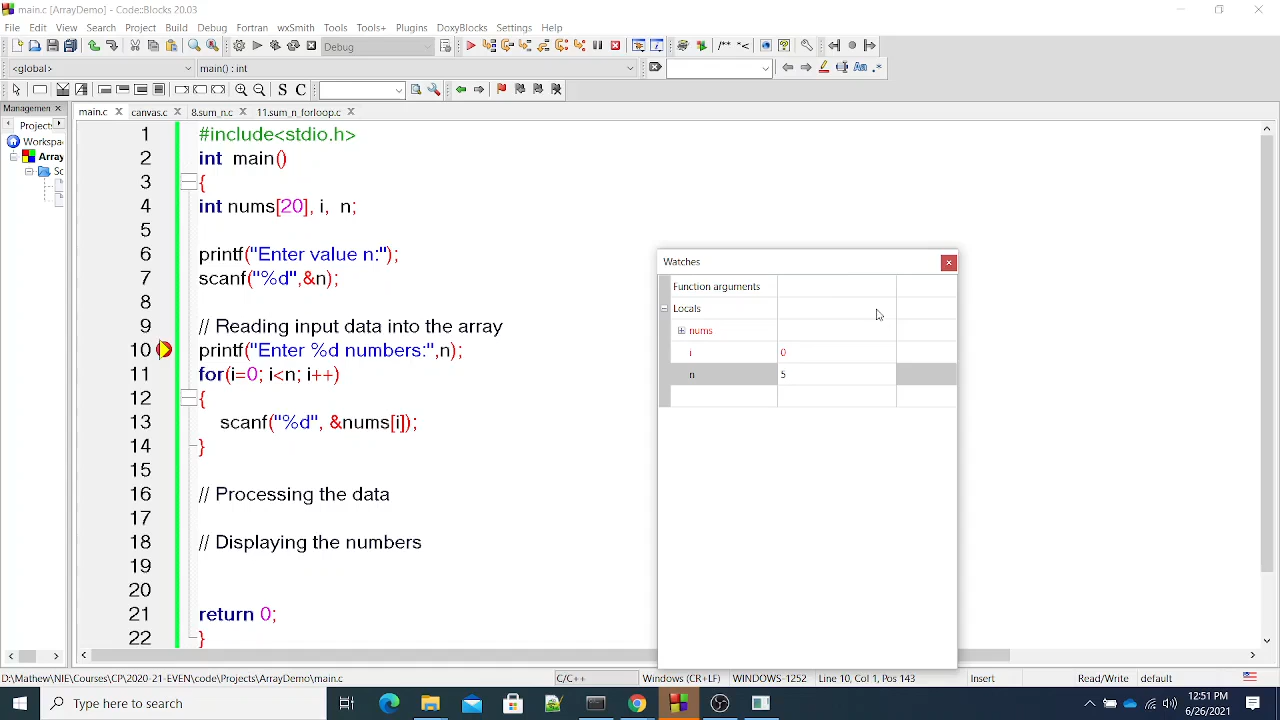 main.c [ArrayDemo] - Code::Blocks 20.03
File Edit View Search Project Build Debug Fortran wxSmith Tools Tools+ Plugins DoxyBlocks Settings Help
Debug
/** *<
<global> main() : int
S C
Management main.c canvas.c 8.sum_n.c 11.sum_n_forloop.c
Projects
Workspa
Array
So
1 #include<stdio.h>
2 int main()
3 {
4 int nums[20], i, n;
5
6 printf("Enter value n:");
7 scanf("%d",&n);
8
9 // Reading input data into the array
10 printf("Enter %d numbers:",n);
11 for(i=0; i<n; i++)
12 {
13 scanf("%d", &nums[i]);
14 }
15
16 // Processing the data
17
18 // Displaying the numbers
19
20
21 return 0;
22 }
Watches
Function arguments
Locals
nums
i 0
n 5
D:\Mathew\NIE\Courses\CP\2020-21-EVEN\code\Projects\ArrayDemo\main.c C/C++ Windows (CR+LF) WINDOWS-1252 Line 10, Col 1, Pos 143 Insert Read/Write default
Type here to search
12:51 PM
6/26/2021